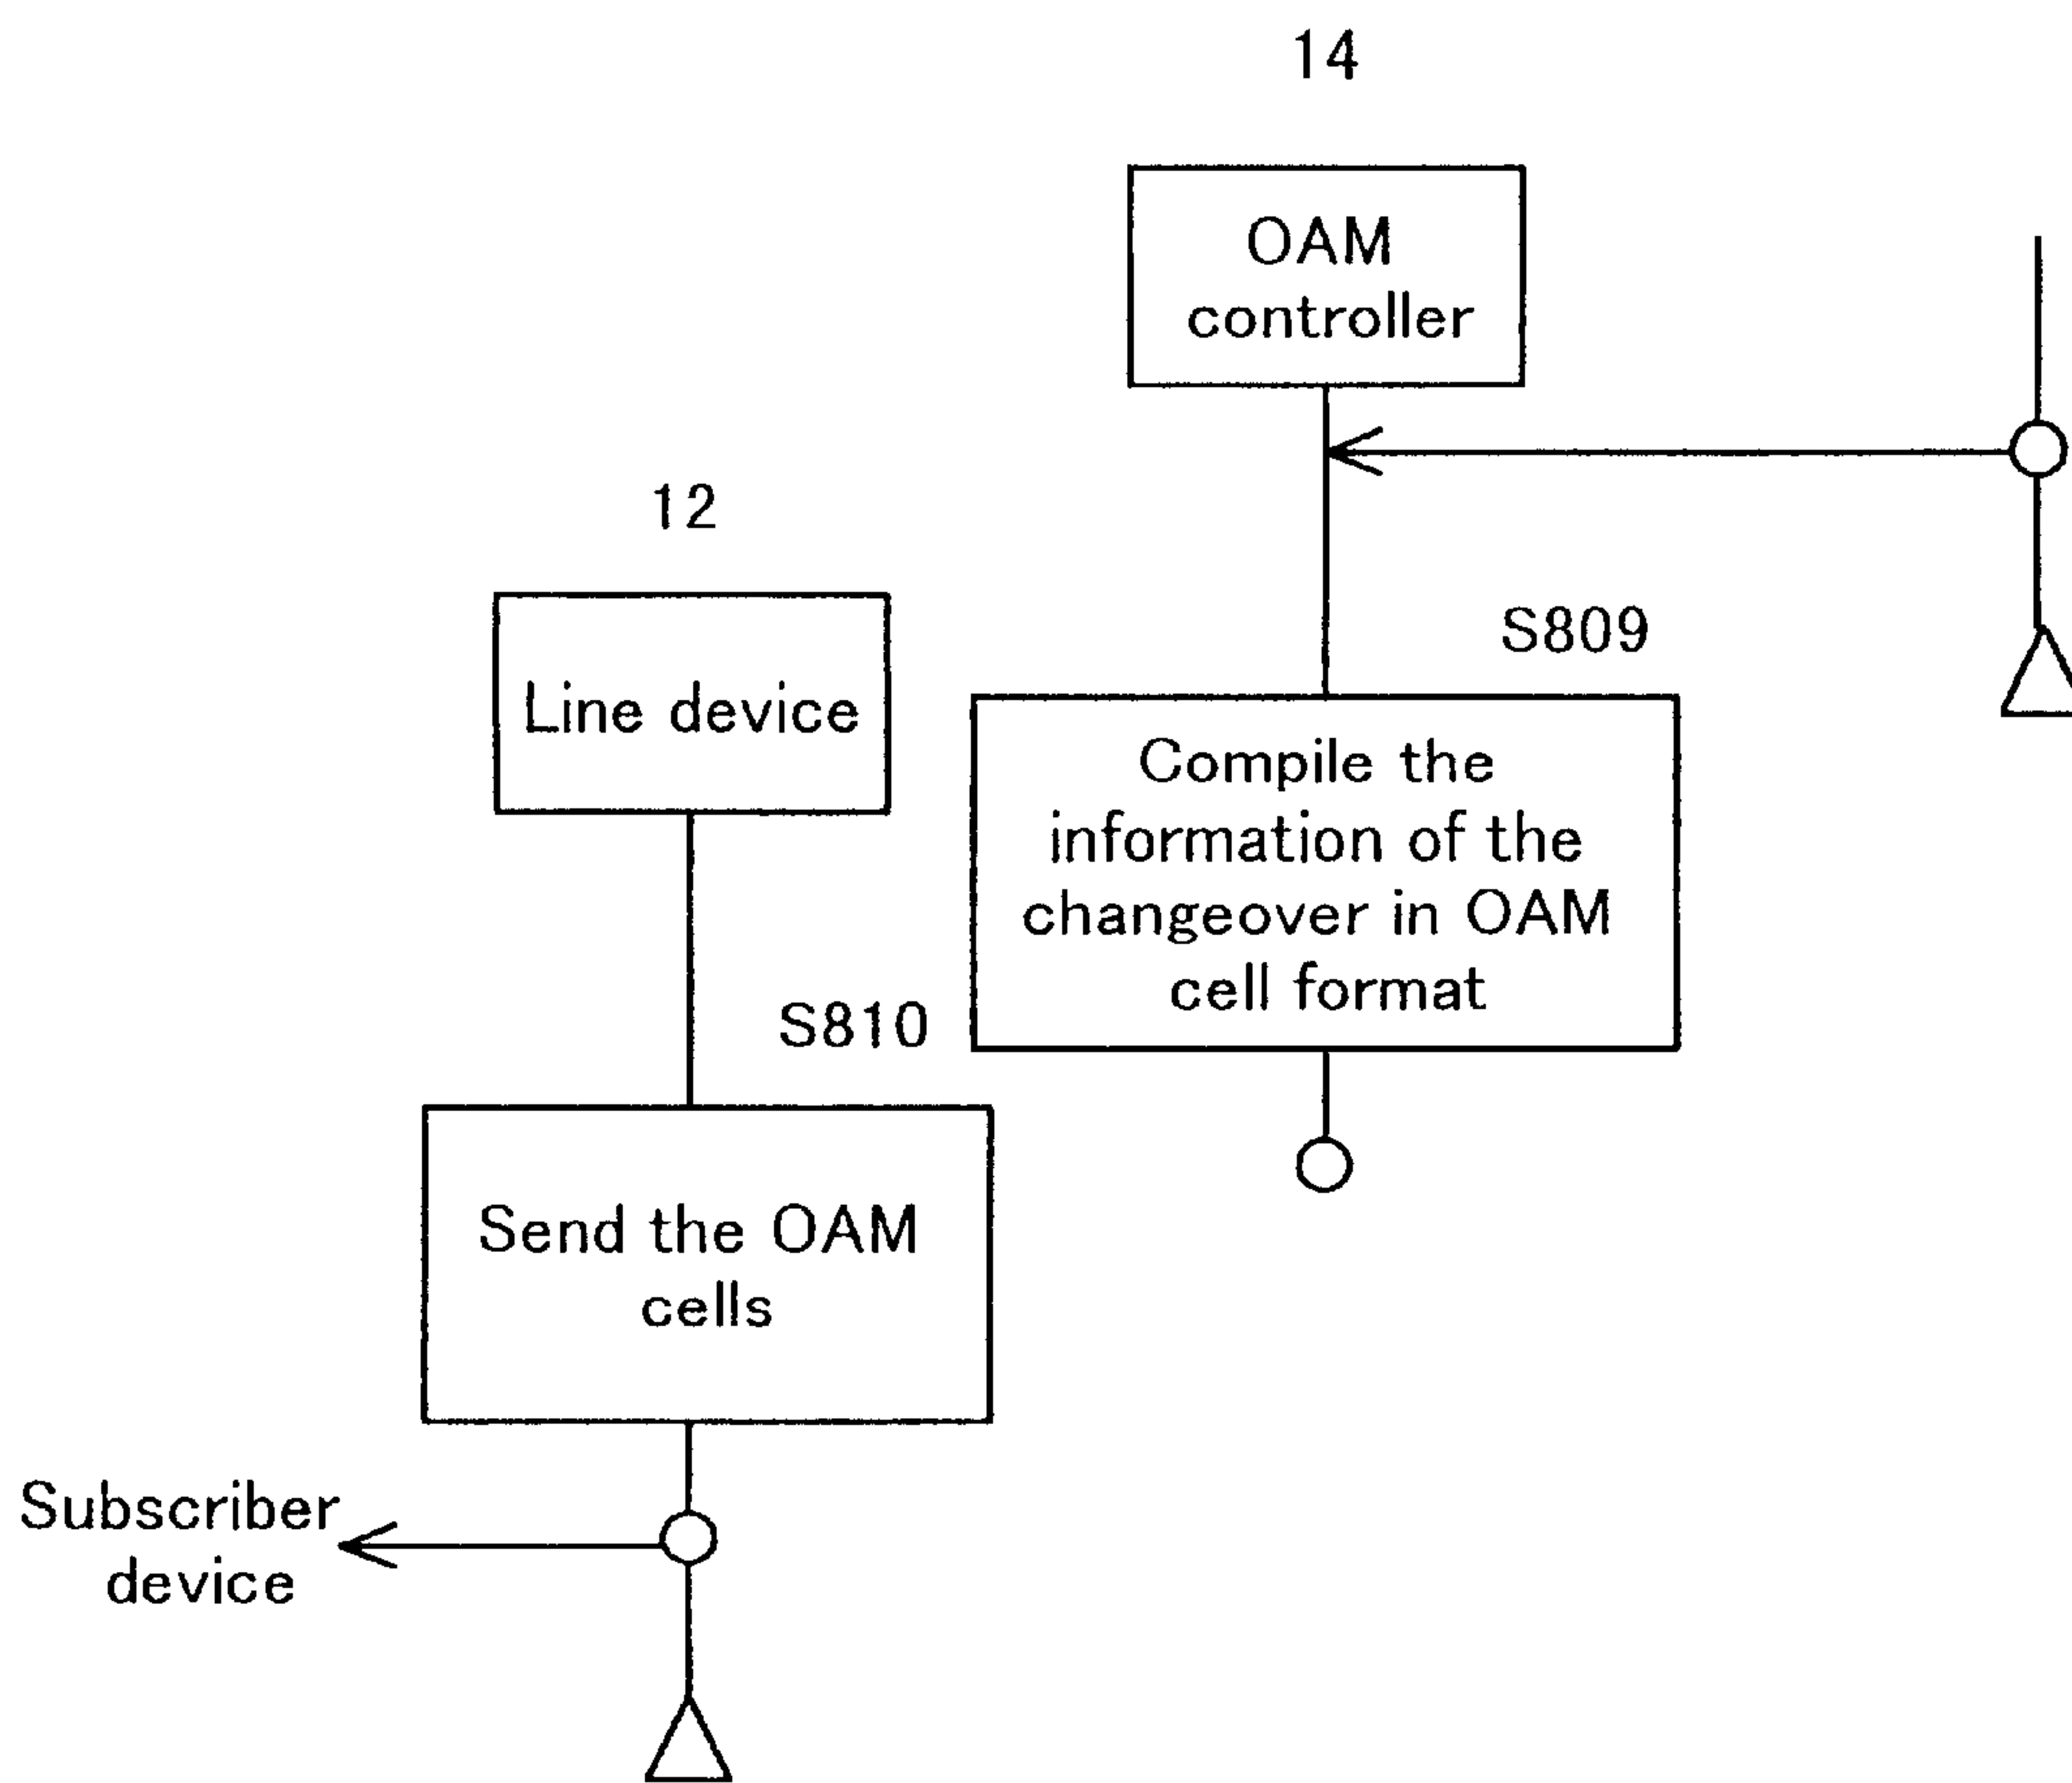 14
OAM
controller
12
Line device
S809
Compile the
information of the
changeover in OAM
cell format
S810
Send the OAM
cells
Subscriber
device